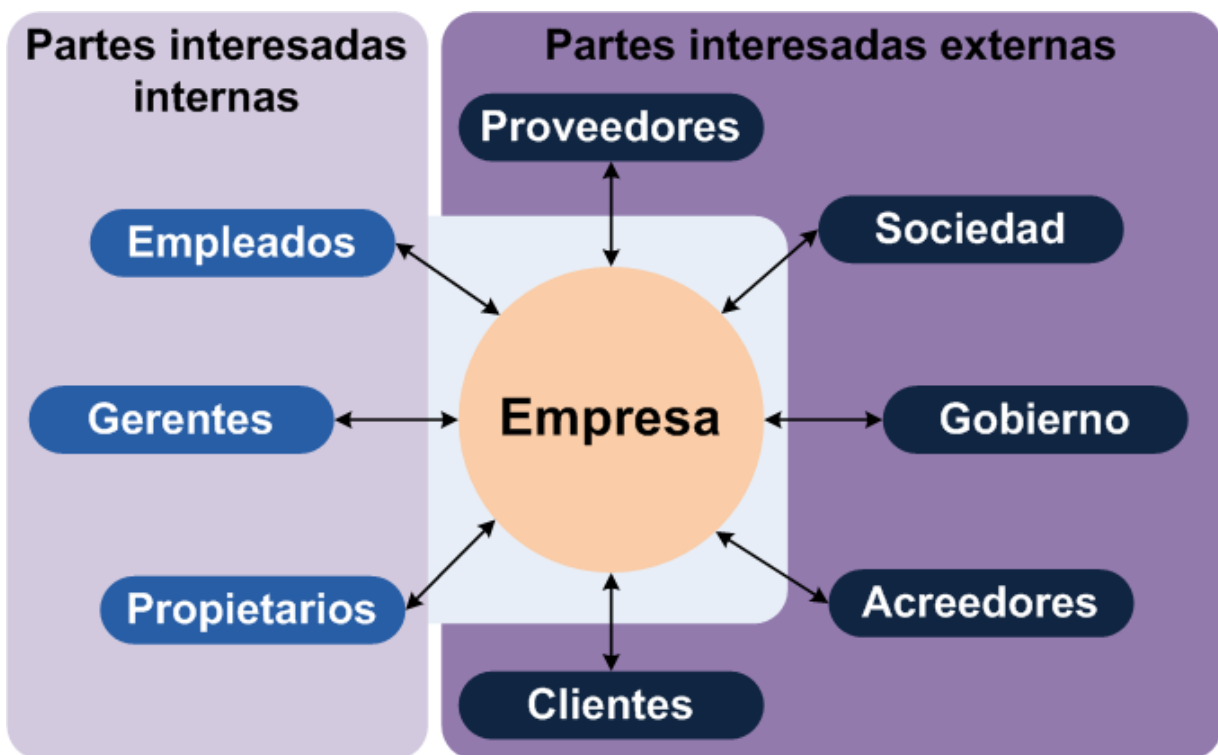 Partes interesadas
internas
Partes interesadas externas
Proveedores
Empleados
Sociedad
Gerentes
Empresa
Gobierno
Propietarios
Acreedores
Clientes